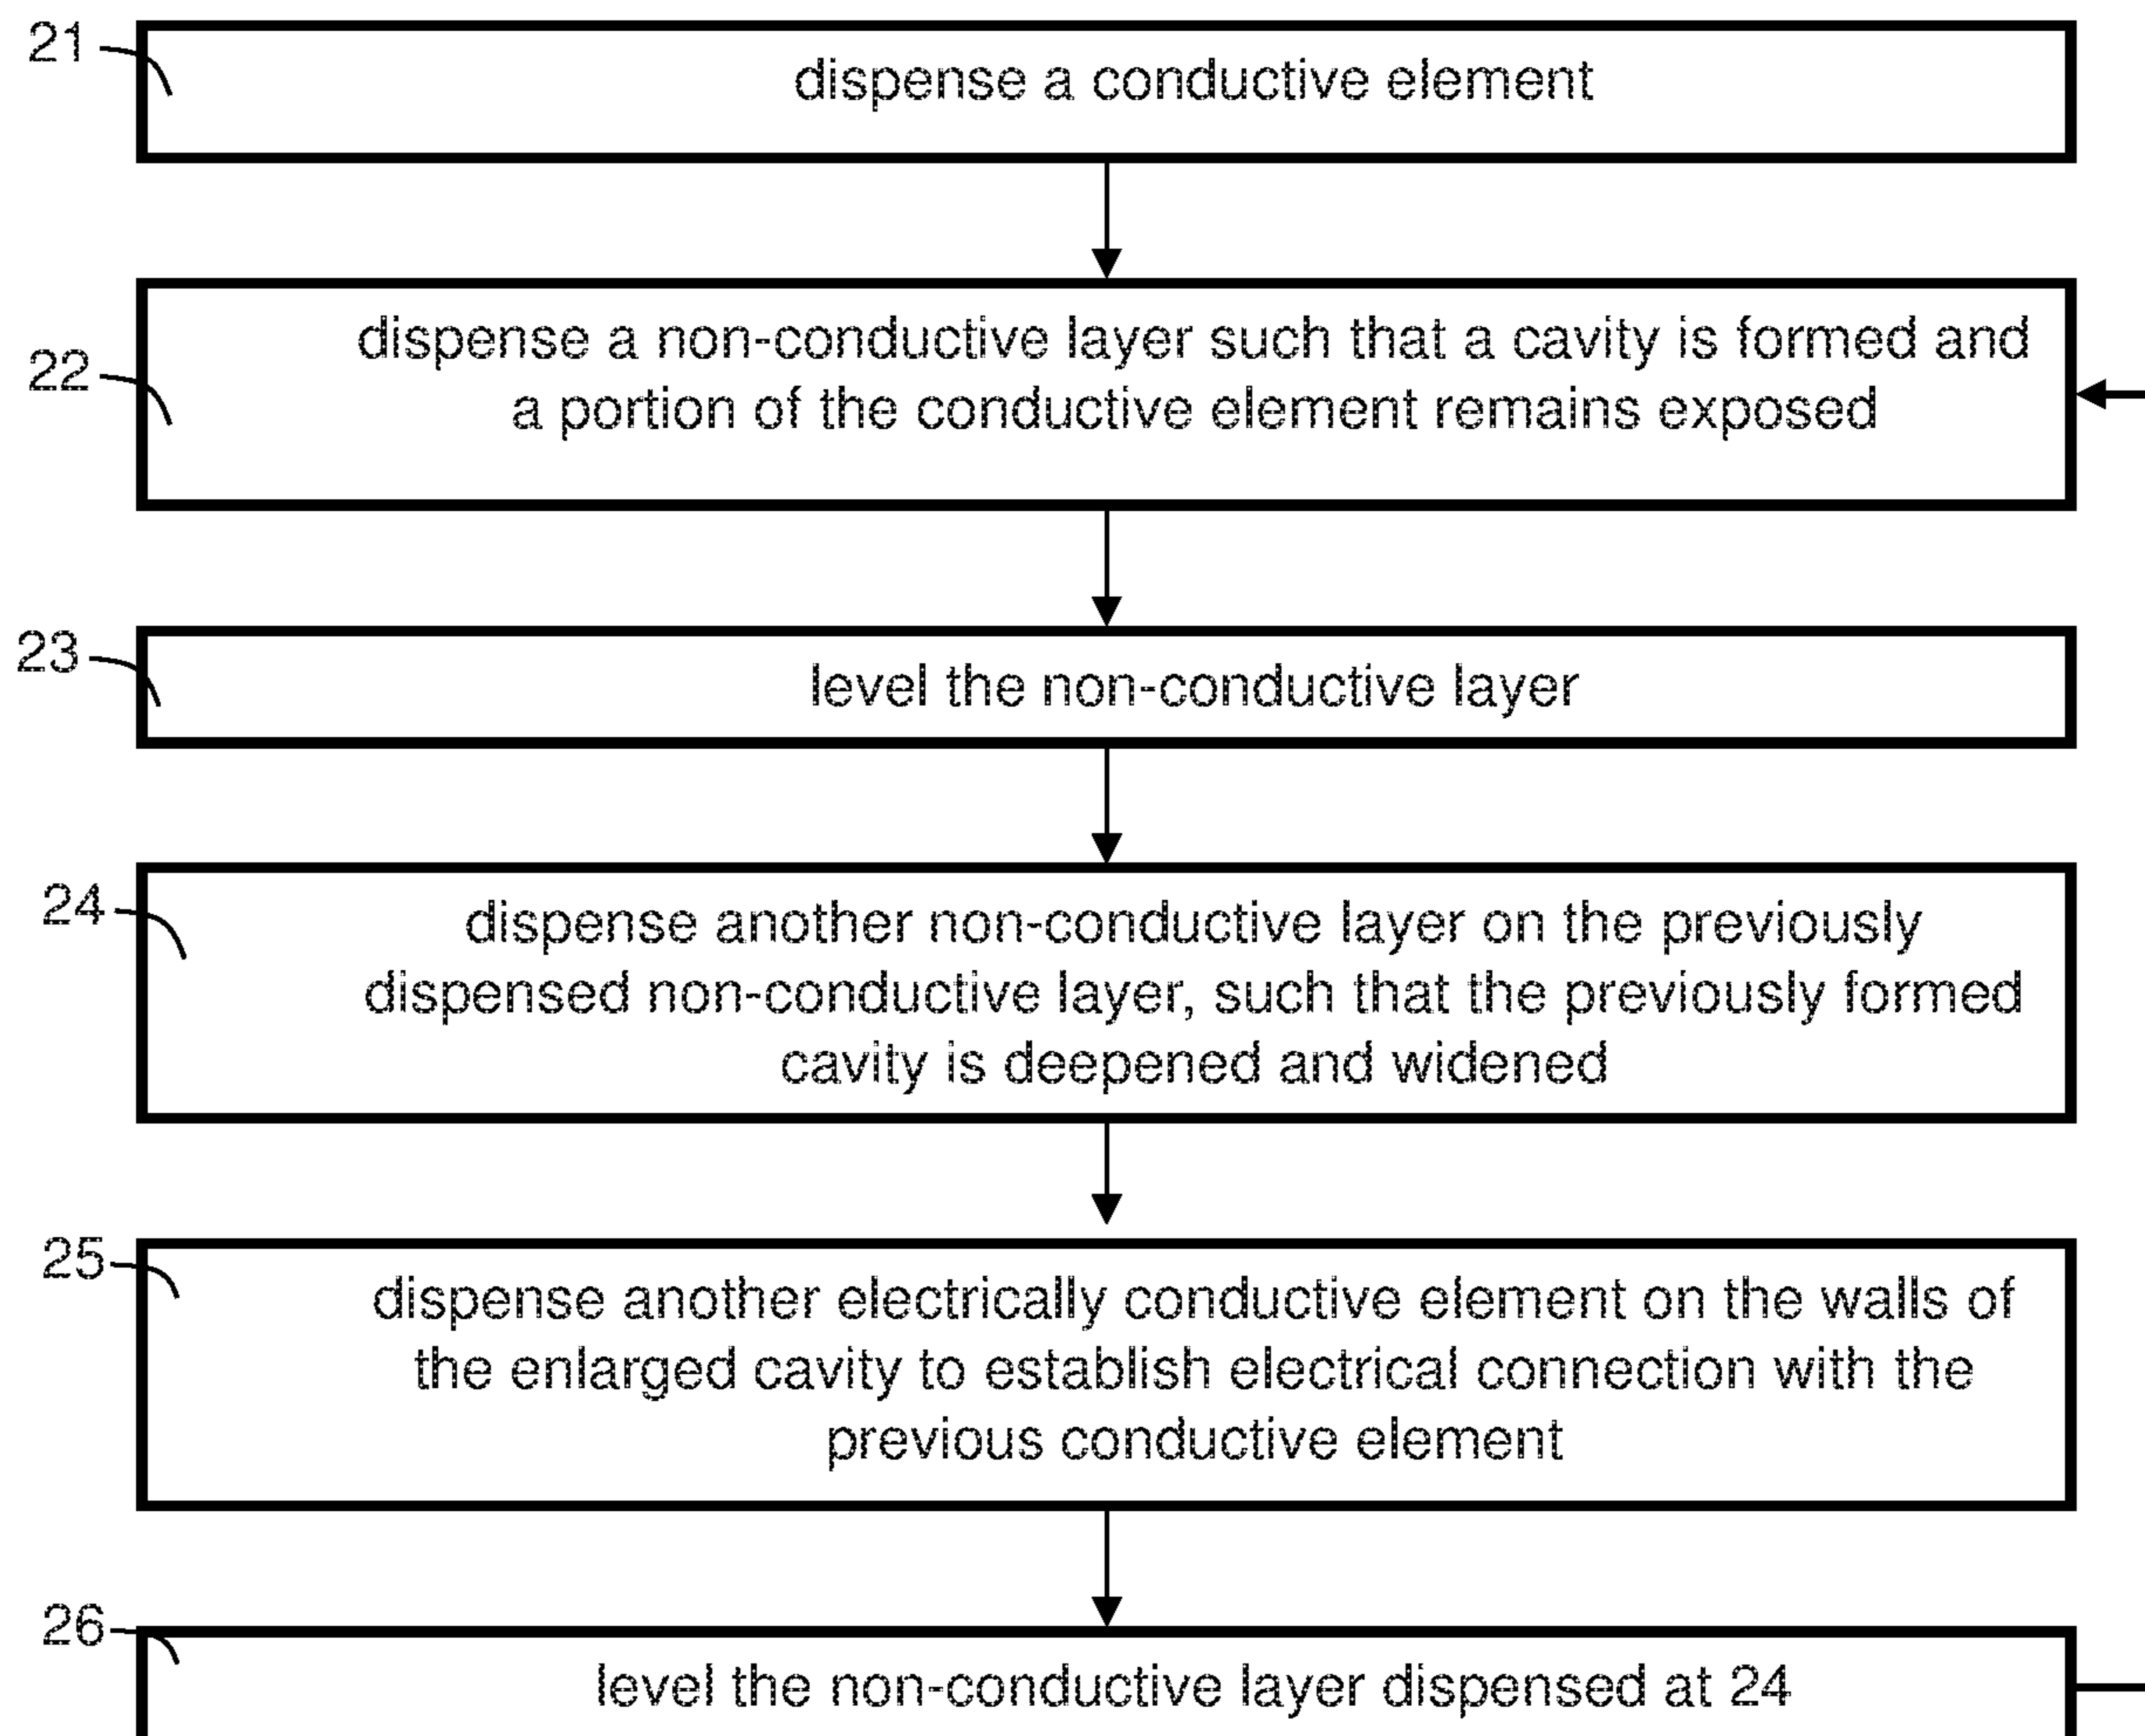 21
dispense a conductive element
22
dispense a non-conductive layer such that a cavity is formed and
a portion of the conductive element remains exposed
23
level the non-conductive layer
24
dispense another non-conductive layer on the previously
dispensed non-conductive layer, such that the previously formed
cavity is deepened and widened
25
dispense another electrically conductive element on the walls of
the enlarged cavity to establish electrical connection with the
previous conductive element
26
level the non-conductive layer dispensed at 24